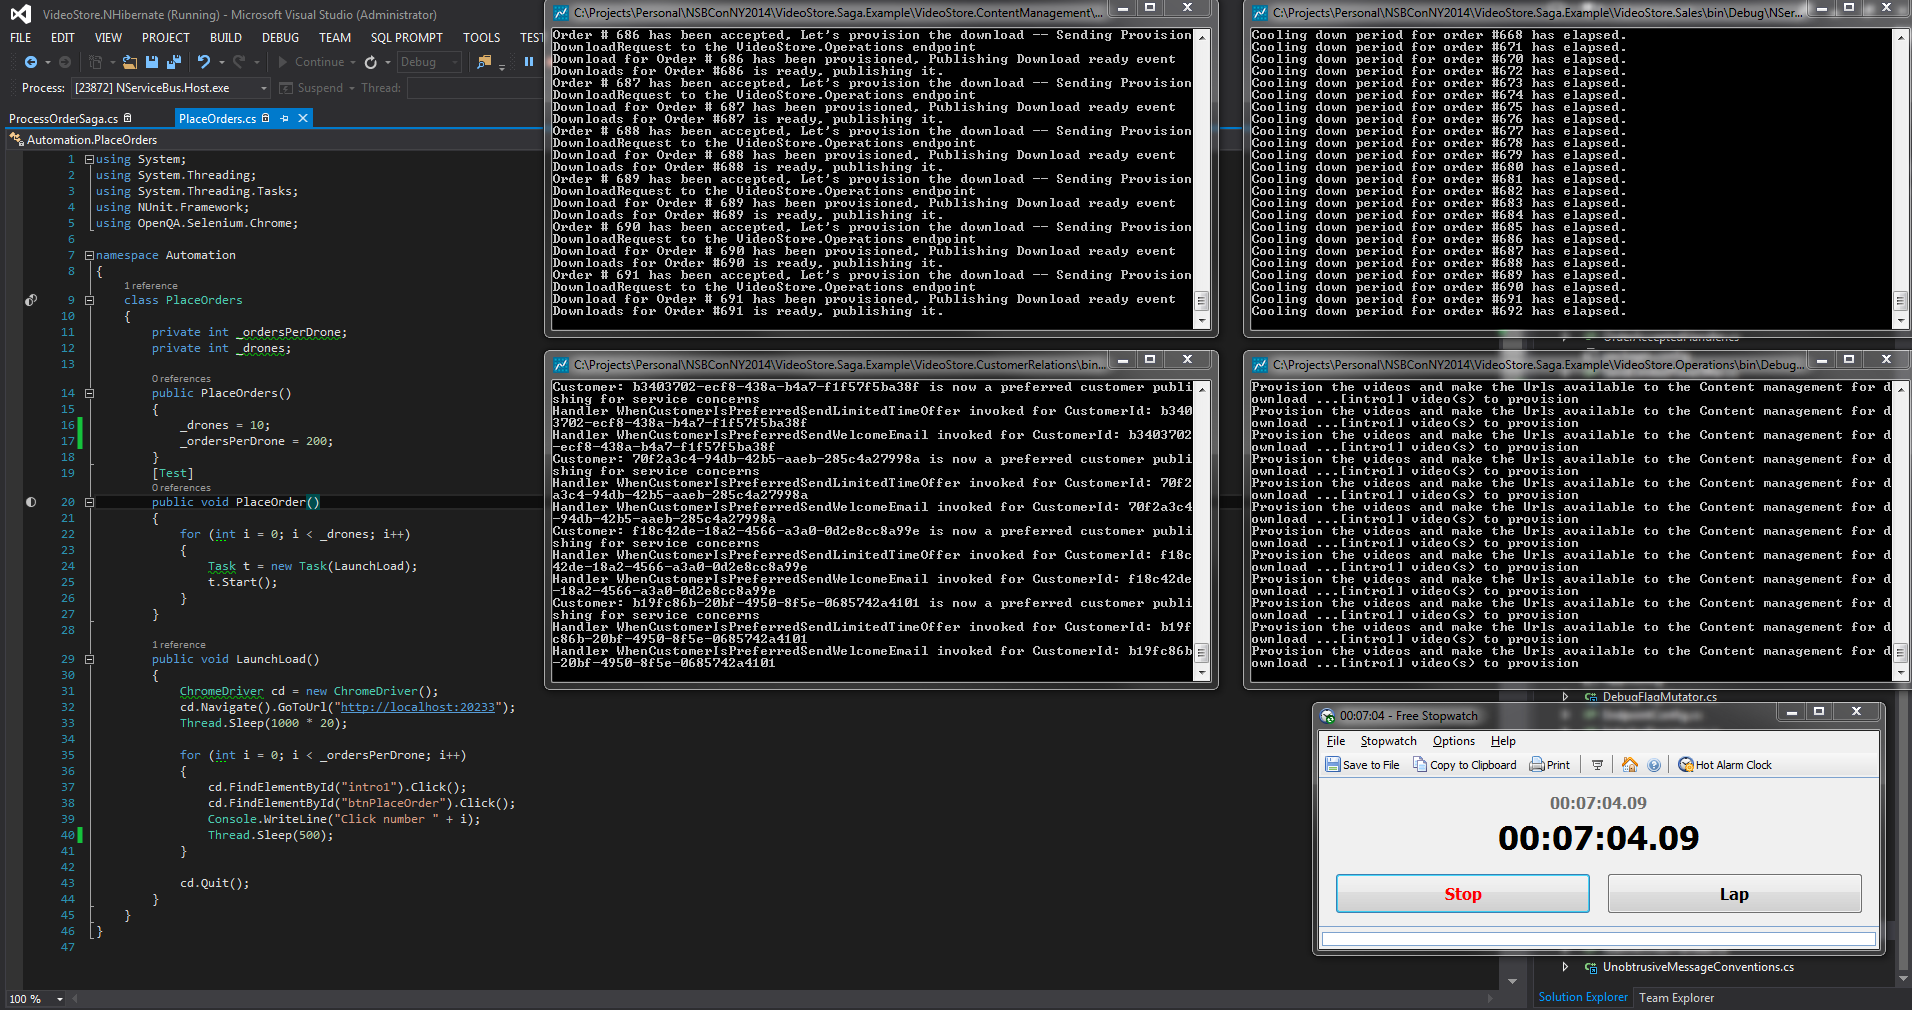 VideoStore.NHibernate (Running) - Microsoft Visual Studio (Administrator)
FILE EDIT VIEW PROJECT BUILD DEBUG TEAM SQL PROMPT TOOLS TEST
Continue Debug
Process: [23872] NServiceBus.Host.exe Suspend Thread:
ProcessOrderSaga.cs PlaceOrders.cs
Automation.PlaceOrders
1 using System;
2 using System.Threading;
3 using System.Threading.Tasks;
4 using NUnit.Framework;
5 using OpenQA.Selenium.Chrome;
6
7 namespace Automation
8 {
1 reference
9 class PlaceOrders
10 {
11 private int _ordersPerDrone;
12 private int _drones;
13
0 references
14 public PlaceOrders()
15 {
16 _drones = 10;
17 _ordersPerDrone = 200;
18 }
19 [Test]
0 references
20 public void PlaceOrder()
21 {
22 for (int i = 0; i < _drones; i++)
23 {
24 Task t = new Task(LaunchLoad);
25 t.Start();
26 }
27 }
28
1 reference
29 public void LaunchLoad()
30 {
31 ChromeDriver cd = new ChromeDriver();
32 cd.Navigate().GoToUrl("http://localhost:20233");
33 Thread.Sleep(1000 * 20);
34
35 for (int i = 0; i < _ordersPerDrone; i++)
36 {
37 cd.FindElementById("intro1").Click();
38 cd.FindElementById("btnPlaceOrder").Click();
39 Console.WriteLine("Click number " + i);
40 Thread.Sleep(500);
41 }
42
43 cd.Quit();
44 }
45 }
46 }
47
100 %
C:\Projects\Personal\NSBConNY2014\VideoStore.Saga.Example\VideoStore.ContentManagement\...
Order # 686 has been accepted, Let's provision the download -- Sending Provision
DownloadRequest to the VideoStore.Operations endpoint
Download for Order # 686 has been provisioned, Publishing Download ready event
Downloads for Order #686 is ready, publishing it.
Order # 687 has been accepted, Let's provision the download -- Sending Provision
DownloadRequest to the VideoStore.Operations endpoint
Download for Order # 687 has been provisioned, Publishing Download ready event
Downloads for Order #687 is ready, publishing it.
Order # 688 has been accepted, Let's provision the download -- Sending Provision
DownloadRequest to the VideoStore.Operations endpoint
Download for Order # 688 has been provisioned, Publishing Download ready event
Downloads for Order #688 is ready, publishing it.
Order # 689 has been accepted, Let's provision the download -- Sending Provision
DownloadRequest to the VideoStore.Operations endpoint
Download for Order # 689 has been provisioned, Publishing Download ready event
Downloads for Order #689 is ready, publishing it.
Order # 690 has been accepted, Let's provision the download -- Sending Provision
DownloadRequest to the VideoStore.Operations endpoint
Download for Order # 690 has been provisioned, Publishing Download ready event
Downloads for Order #690 is ready, publishing it.
Order # 691 has been accepted, Let's provision the download -- Sending Provision
DownloadRequest to the VideoStore.Operations endpoint
Download for Order # 691 has been provisioned, Publishing Download ready event
Downloads for Order #691 is ready, publishing it.
C:\Projects\Personal\NSBConNY2014\VideoStore.Saga.Example\VideoStore.Sales\bin\Debug\NSer...
Cooling down period for order #668 has elapsed.
Cooling down period for order #671 has elapsed.
Cooling down period for order #670 has elapsed.
Cooling down period for order #672 has elapsed.
Cooling down period for order #673 has elapsed.
Cooling down period for order #674 has elapsed.
Cooling down period for order #675 has elapsed.
Cooling down period for order #676 has elapsed.
Cooling down period for order #677 has elapsed.
Cooling down period for order #678 has elapsed.
Cooling down period for order #679 has elapsed.
Cooling down period for order #680 has elapsed.
Cooling down period for order #681 has elapsed.
Cooling down period for order #682 has elapsed.
Cooling down period for order #683 has elapsed.
Cooling down period for order #684 has elapsed.
Cooling down period for order #685 has elapsed.
Cooling down period for order #686 has elapsed.
Cooling down period for order #687 has elapsed.
Cooling down period for order #688 has elapsed.
Cooling down period for order #689 has elapsed.
Cooling down period for order #690 has elapsed.
Cooling down period for order #691 has elapsed.
Cooling down period for order #692 has elapsed.
C:\Projects\Personal\NSBConNY2014\VideoStore.Saga.Example\VideoStore.CustomerRelations\bin...
Customer: b3403702-ecf8-438a-b4a7-f1f57f5ba38f is now a preferred customer publi
shing for service concerns
Handler WhenCustomerIsPreferredSendLimitedTimeOffer invoked for CustomerId: b340
3702-ecf8-438a-b4a7-f1f57f5ba38f
Handler WhenCustomerIsPreferredSendWelcomeEmail invoked for CustomerId: b3403702
-ecf8-438a-b4a7-f1f57f5ba38f
Customer: 70f2a3c4-94db-42b5-aaeb-285c4a27998a is now a preferred customer publi
shing for service concerns
Handler WhenCustomerIsPreferredSendLimitedTimeOffer invoked for CustomerId: 70f2
a3c4-94db-42b5-aaeb-285c4a27998a
Handler WhenCustomerIsPreferredSendWelcomeEmail invoked for CustomerId: 70f2a3c4
-94db-42b5-aaeb-285c4a27998a
Customer: f18c42de-18a2-4566-a3a0-0d2e8cc8a99e is now a preferred customer publi
shing for service concerns
Handler WhenCustomerIsPreferredSendLimitedTimeOffer invoked for CustomerId: f18c
42de-18a2-4566-a3a0-0d2e8cc8a99e
Handler WhenCustomerIsPreferredSendWelcomeEmail invoked for CustomerId: f18c42de
-18a2-4566-a3a0-0d2e8cc8a99e
Customer: b19fc86b-20bf-4950-8f5e-0685742a4101 is now a preferred customer publi
shing for service concerns
Handler WhenCustomerIsPreferredSendLimitedTimeOffer invoked for CustomerId: b19f
c86b-20bf-4950-8f5e-0685742a4101
Handler WhenCustomerIsPreferredSendWelcomeEmail invoked for CustomerId: b19fc86b
-20bf-4950-8f5e-0685742a4101
C:\Projects\Personal\NSBConNY2014\VideoStore.Saga.Example\VideoStore.Operations\bin\Debug...
Provision the videos and make the Urls available to the Content management for d
ownload ...[intro1] video(s) to provision
Provision the videos and make the Urls available to the Content management for d
ownload ...[intro1] video(s) to provision
Provision the videos and make the Urls available to the Content management for d
ownload ...[intro1] video(s) to provision
Provision the videos and make the Urls available to the Content management for d
ownload ...[intro1] video(s) to provision
Provision the videos and make the Urls available to the Content management for d
ownload ...[intro1] video(s) to provision
Provision the videos and make the Urls available to the Content management for d
ownload ...[intro1] video(s) to provision
Provision the videos and make the Urls available to the Content management for d
ownload ...[intro1] video(s) to provision
Provision the videos and make the Urls available to the Content management for d
ownload ...[intro1] video(s) to provision
Provision the videos and make the Urls available to the Content management for d
ownload ...[intro1] video(s) to provision
Provision the videos and make the Urls available to the Content management for d
ownload ...[intro1] video(s) to provision
Provision the videos and make the Urls available to the Content management for d
ownload ...[intro1] video(s) to provision
Provision the videos and make the Urls available to the Content management for d
ownload ...[intro1] video(s) to provision
DebugFlagMutator.cs
00:07:04 - Free Stopwatch
File Stopwatch Options Help
Save to File Copy to Clipboard Print Hot Alarm Clock
00:07:04.09
00:07:04.09
Stop Lap
UnobtrusiveMessageConventions.cs
Solution Explorer Team Explorer